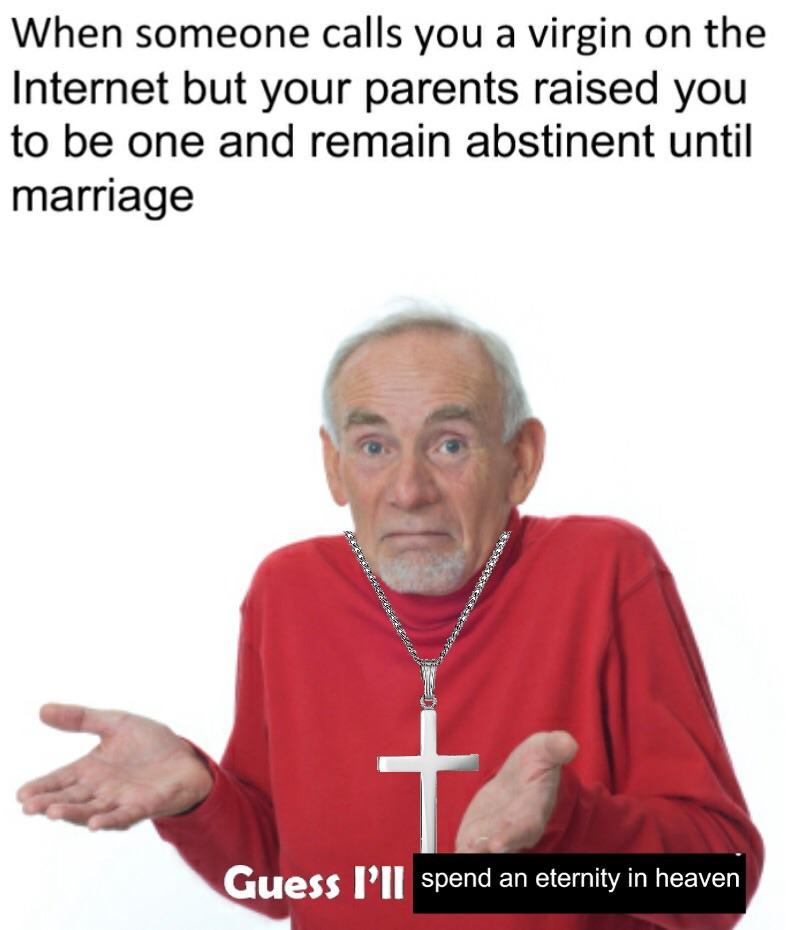 When someone calls you a virgin on the
Internet but your parents raised you
to be one and remain abstinent until
marriage
Guess I'll spend an eternity in heaven